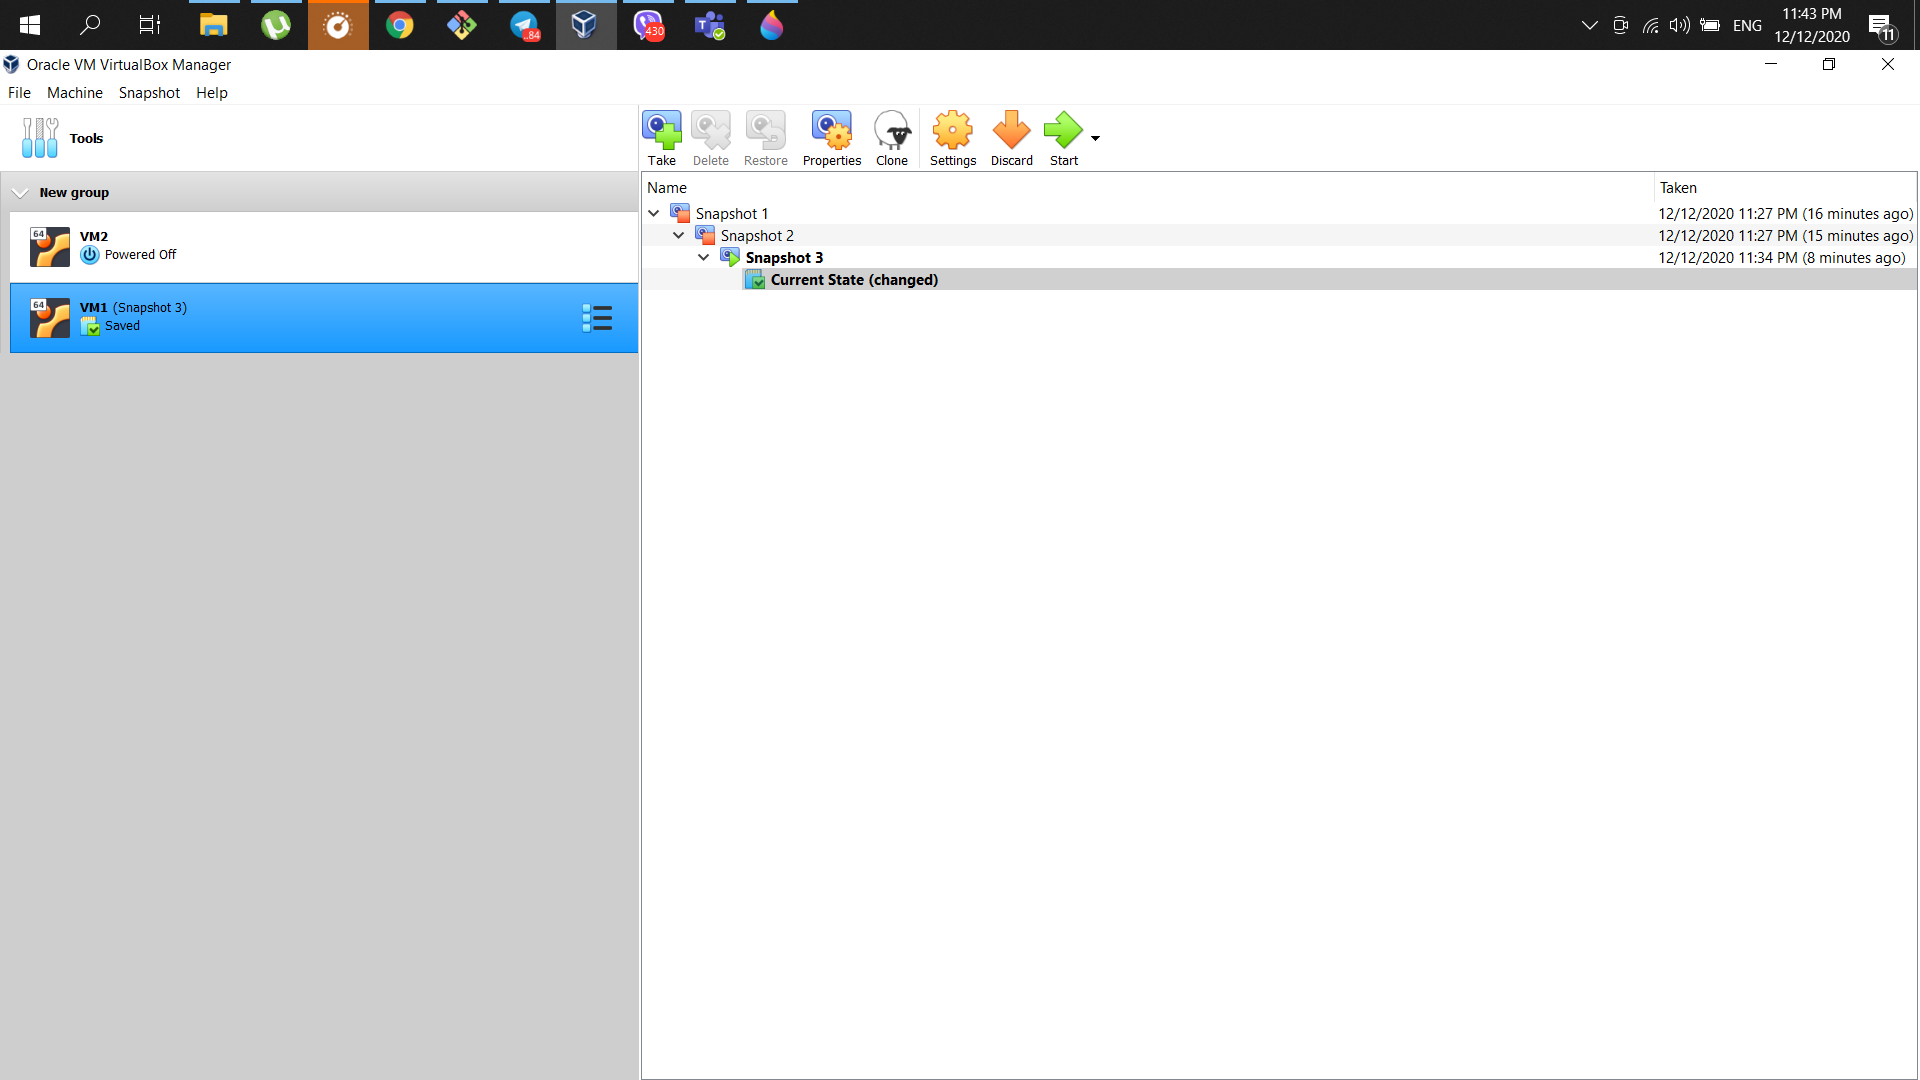 ..84
430
T
ENG
11:43 PM
12/12/2020
11
Oracle VM VirtualBox Manager
File Machine Snapshot Help
Tools
Take Delete Restore Properties Clone Settings Discard Start
New group
Name Taken
64
VM2
Powered Off
64
VM1 (Snapshot 3)
Saved
Snapshot 1 12/12/2020 11:27 PM (16 minutes ago)
Snapshot 2 12/12/2020 11:27 PM (15 minutes ago)
Snapshot 3 12/12/2020 11:34 PM (8 minutes ago)
Current State (changed)